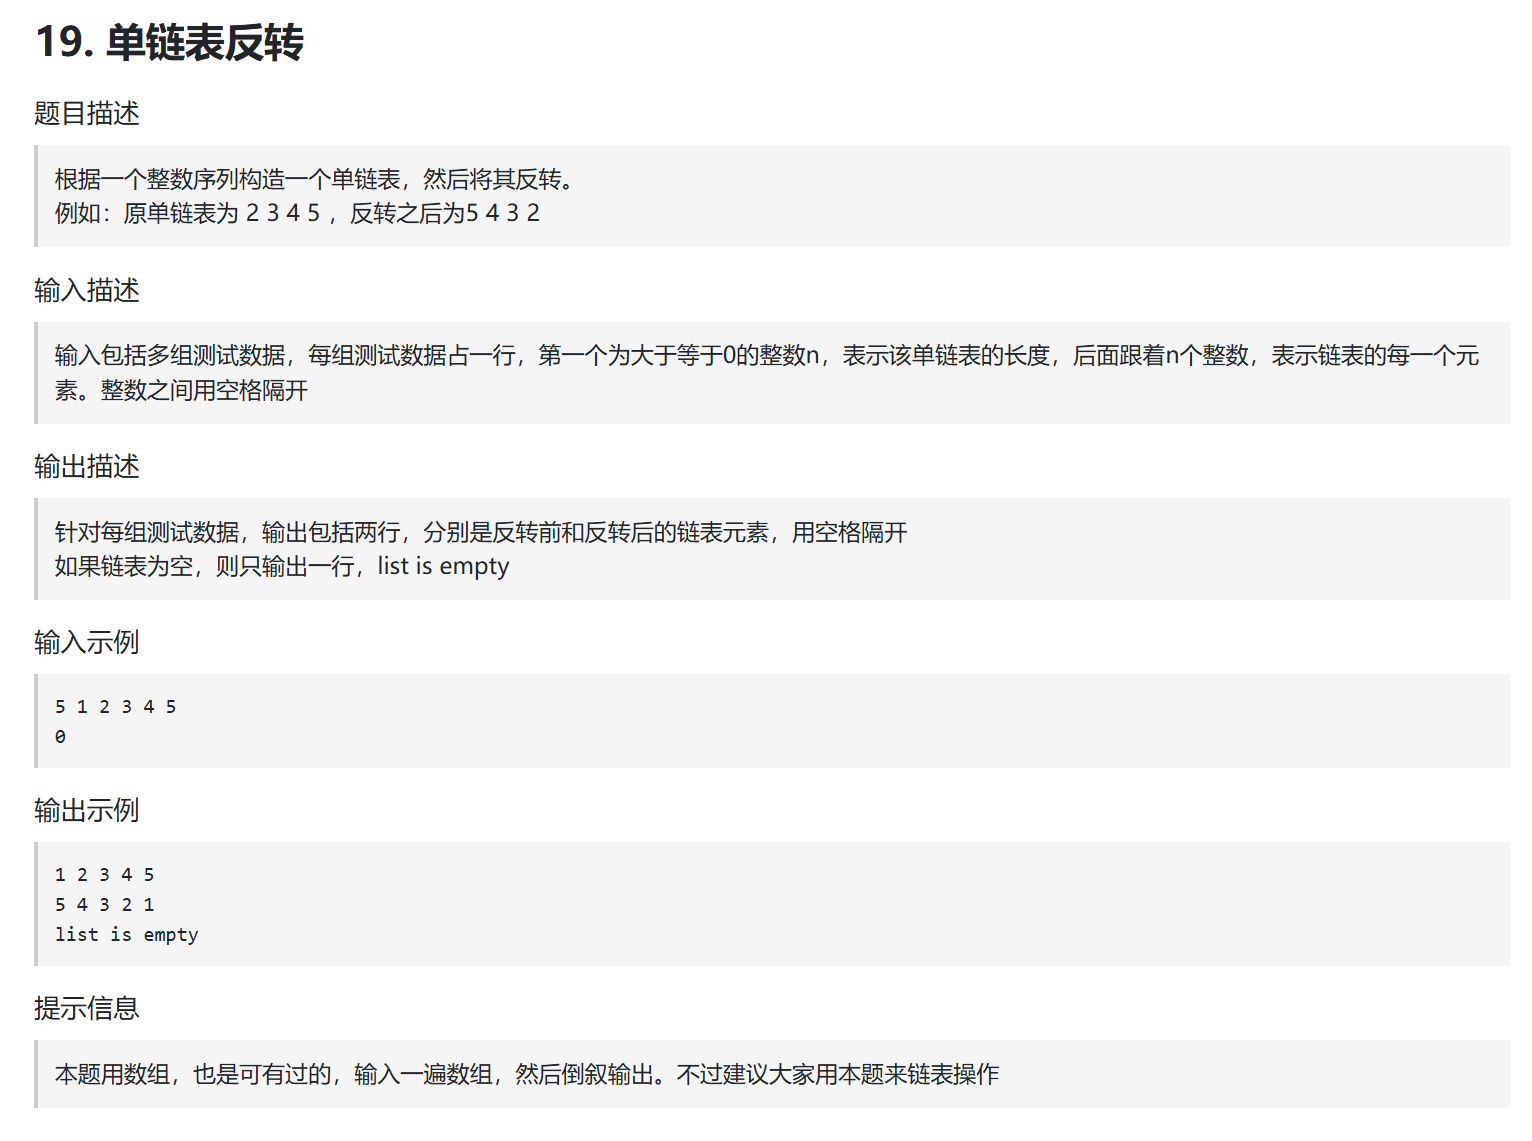 19. 单链表反转
题目描述
根据一个整数序列构造一个单链表，然后将其反转。
例如：原单链表为 2 3 4 5 ，反转之后为5 4 3 2
输入描述
输入包括多组测试数据，每组测试数据占一行，第一个为大于等于0的整数n，表示该单链表的长度，后面跟着n个整数，表示链表的每一个元
素。整数之间用空格隔开
输出描述
针对每组测试数据，输出包括两行，分别是反转前和反转后的链表元素，用空格隔开
如果链表为空，则只输出一行，list is empty
输入示例
5 1 2 3 4 5
0
输出示例
1 2 3 4 5
5 4 3 2 1
list is empty
提示信息
本题用数组，也是可有过的，输入一遍数组，然后倒叙输出。不过建议大家用本题来链表操作